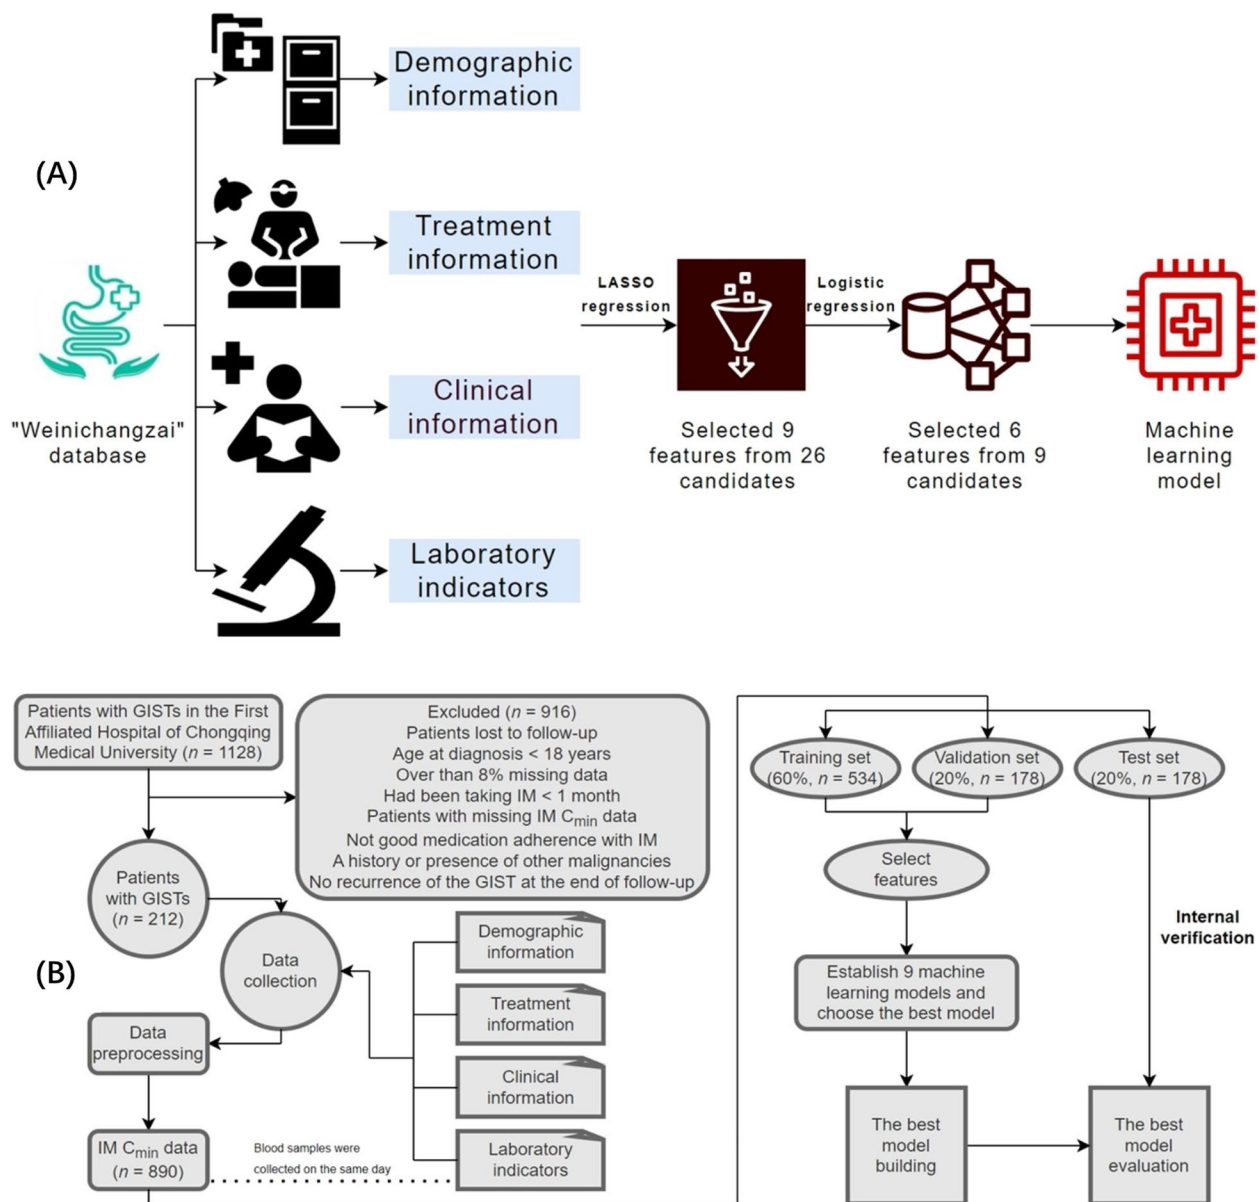 (A)
"Weinichangzai"
database
Demographic
information
Treatment
information
Clinical
information
Laboratory
indicators
LASSO
regression
Selected 9
features from 26
candidates
Logistic
regression
Selected 6
features from 9
candidates
Machine
learning
model
(B)
Patients with GISTs in the First
Affiliated Hospital of Chongqing
Medical University (n = 1128)
Excluded (n = 916)
Patients lost to follow-up
Age at diagnosis < 18 years
Over than 8% missing data
Had been taking IM < 1 month
Patients with missing IM Cmin data
Not good medication adherence with IM
A history or presence of other malignancies
No recurrence of the GIST at the end of follow-up
Patients
with GISTs
(n = 212)
Data
collection
Demographic
information
Treatment
information
Clinical
information
Laboratory
indicators
Data
preprocessing
IM Cmin data
(n = 890)
Blood samples were
collected on the same day
Training set
(60%, n = 534)
Validation set
(20%, n = 178)
Test set
(20%, n = 178)
Select
features
Internal
verification
Establish 9 machine
learning models and
choose the best model
The best
model
building
The best
model
evaluation